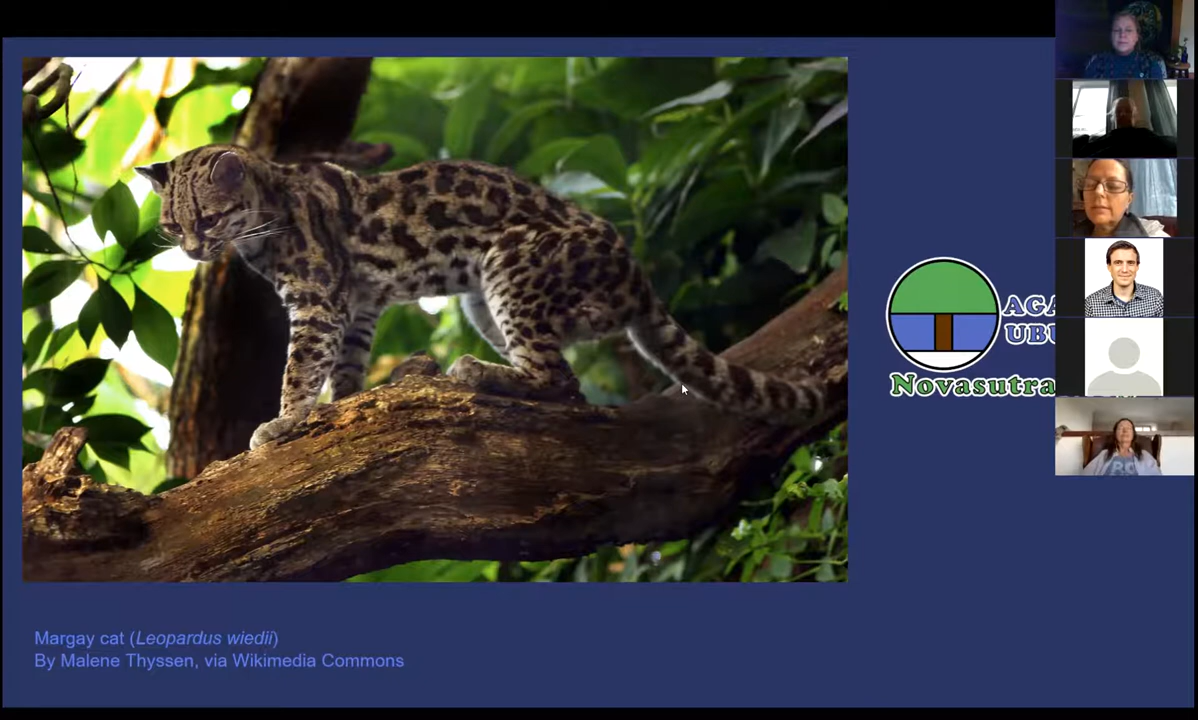 AGA
UBU
Novasutra
Margay cat (Leopardus wiedii)
By Malene Thyssen, via Wikimedia Commons